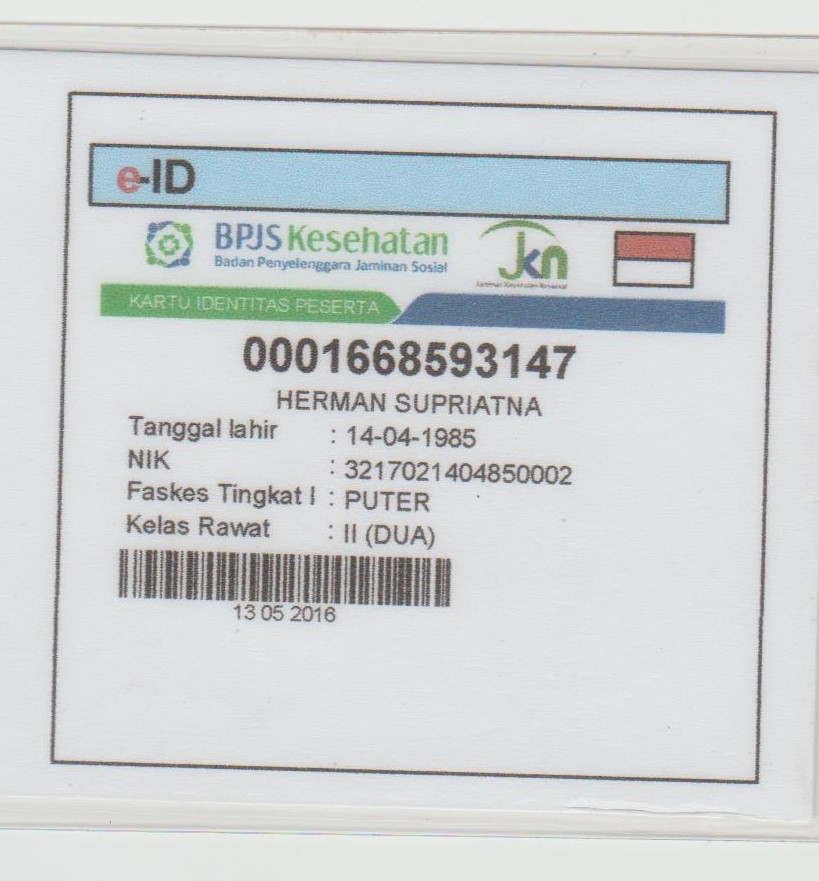 e-ID
BPJS Kesehatan
Badan Penyelenggara Jaminan Sosial
jkn
Jaminan Kesehatan Nasional
KARTU IDENTITAS PESERTA
0001668593147
HERMAN SUPRIATNA
Tanggal lahir : 14-04-1985
NIK : 3217021404850002
Faskes Tingkat I : PUTER
Kelas Rawat : II (DUA)
13 05 2016